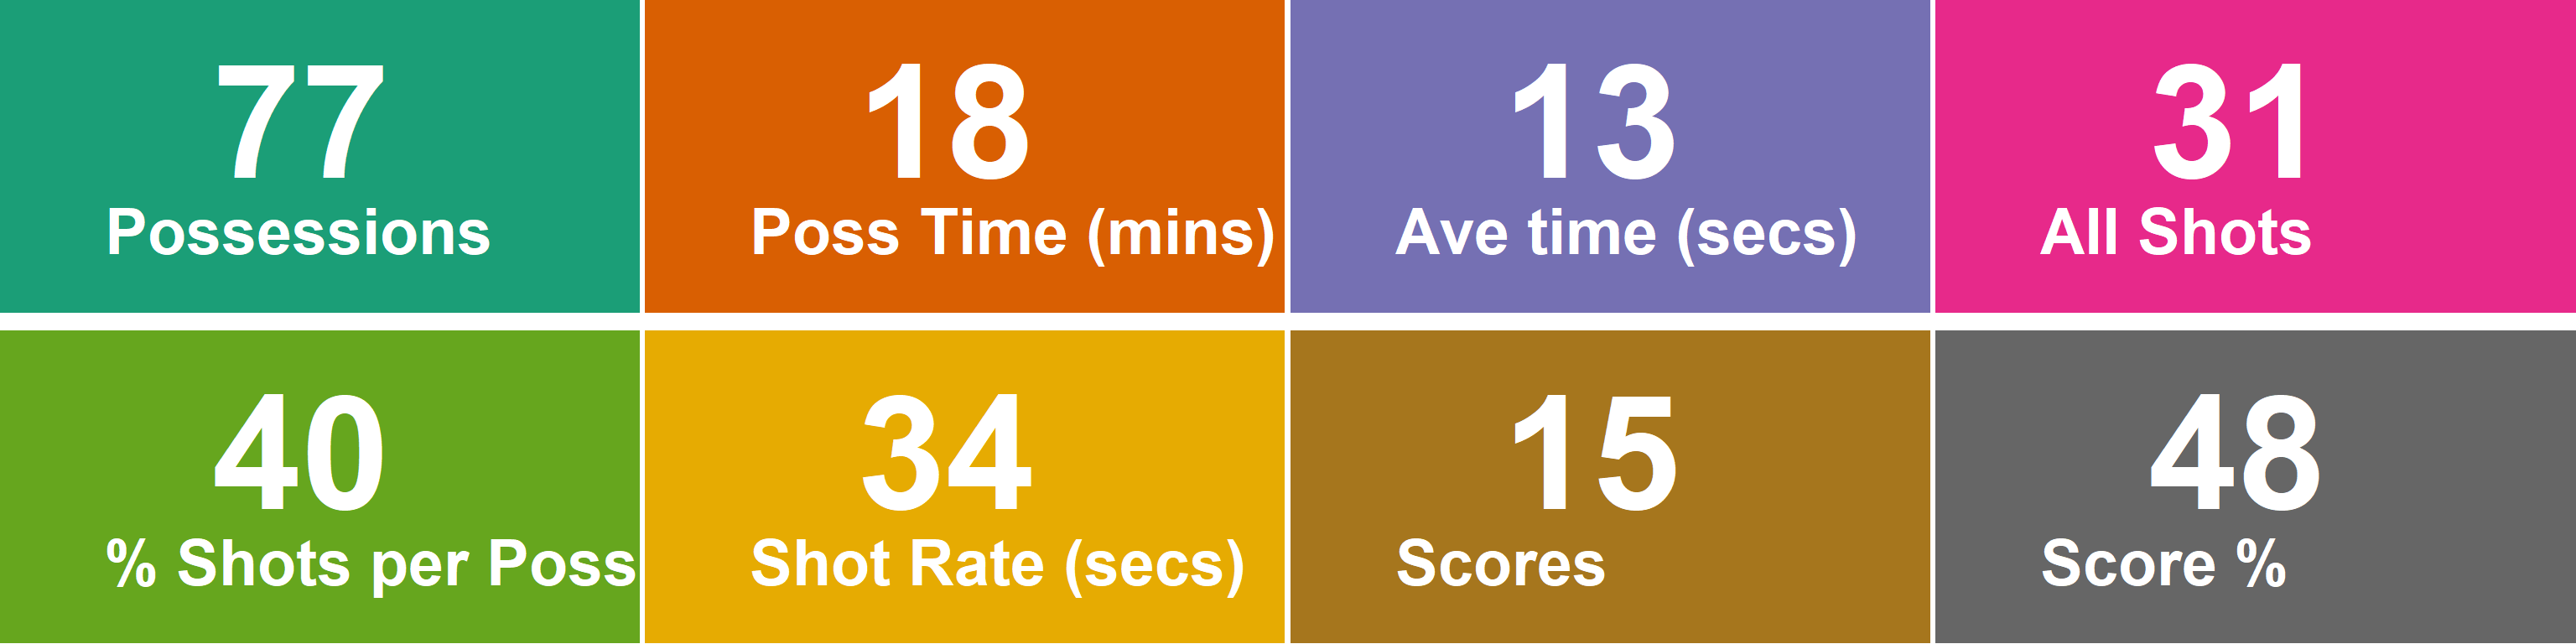 77
Possessions
18
Poss Time (mins)
13
Ave time (secs)
31
All Shots
40
% Shots per Poss
34
Shot Rate (secs)
15
Scores
48
Score %